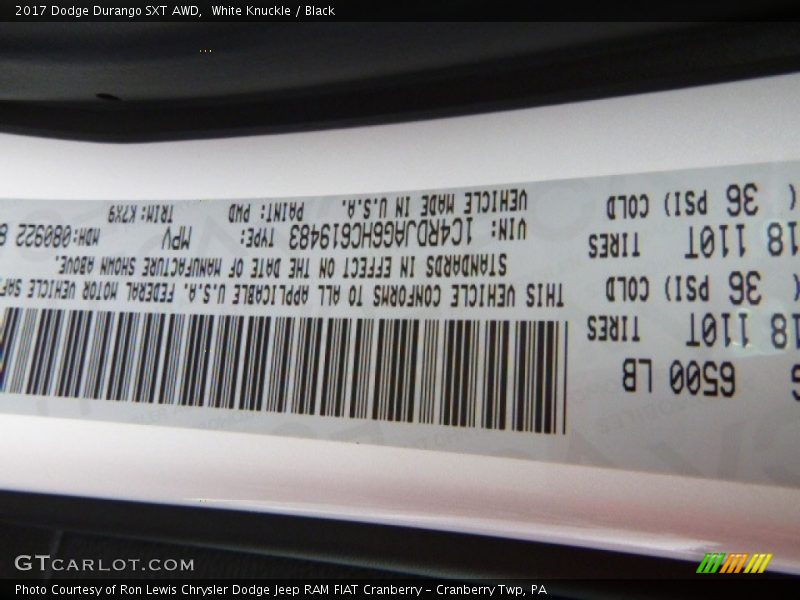 2017 Dodge Durango SXT AWD,  White Knuckle / Black
6500 LB
18 110T TIRES
36 PSI) COLD
18 110T TIRES
( 36 PSI) COLD
THIS VEHICLE CONFORMS TO ALL APPLICABLE U.S.A. FEDERAL MOTOR VEHICLE
STANDARDS IN EFFECT ON THE DATE OF MANUFACTURE SHOWN ABOVE.
VIN: 1C4RDJAG6HC619483 TYPE: MPV MDH: 080922
VEHICLE MADE IN U.S.A. PAINT: PWD TRIM: K7X9
GTCARLOT.COM
Photo Courtesy of Ron Lewis Chrysler Dodge Jeep RAM FIAT Cranberry – Cranberry Twp, PA